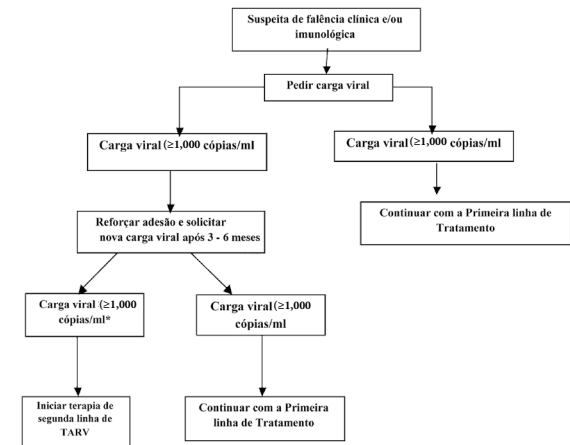 Suspeita de falência clínica e/ou
imunológica
Pedir carga viral
Carga viral (≥1,000 cópias/ml
Carga viral (≥1,000 cópias/ml
Reforçar adesão e solicitar
nova carga viral após 3 - 6 meses
Continuar com a Primeira linha de
Tratamento
Carga viral (≥1,000
cópias/ml*
Carga viral (≥1,000
cópias/ml
Iniciar terapia de
segunda linha de
TARV
Continuar com a Primeira
linha de Tratamento